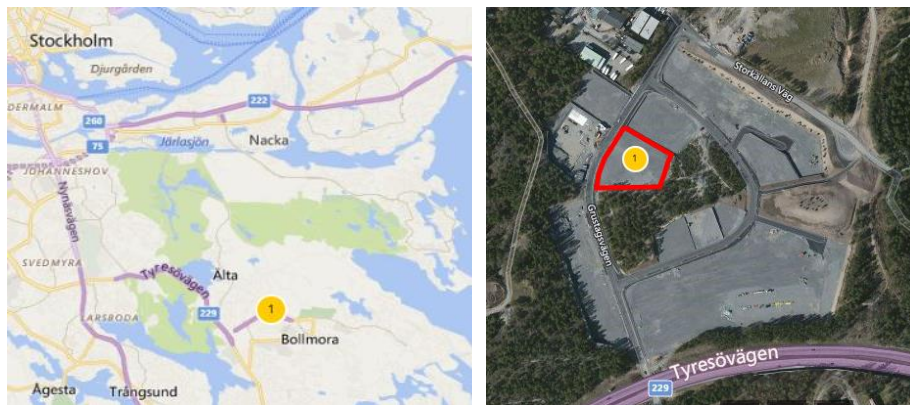 Stockholm
Djurgården
DERMALM
260
222
75
Järlasjön
Nacka
JOHANNESHOV
Nynäsvägen
SVEDMYRA
Tyresövägen
Älta
229
1
LARSBODA
Bollmora
Ågesta
Trångsund
Storkällans Väg
1
Grustagsvägen
Tyresövägen
229